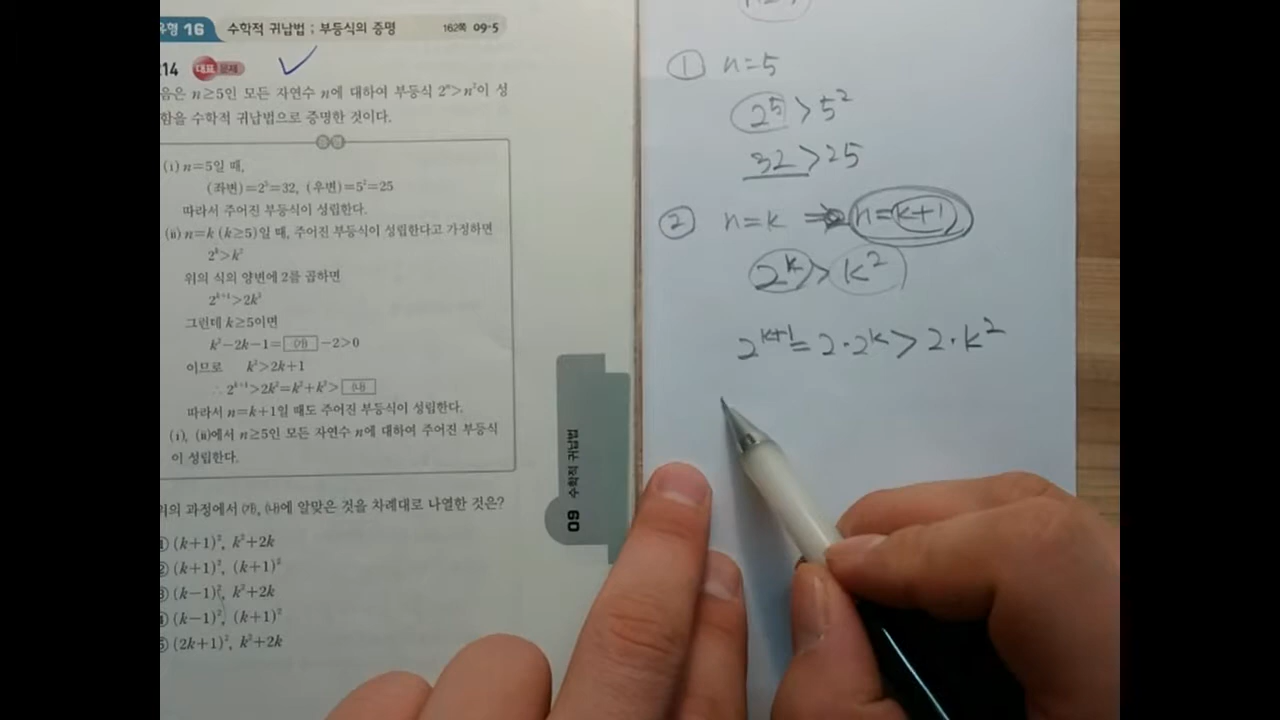 유형 16 수학적 귀납법 ; 부등식의 증명 162쪽 09-5
14 대표 문제
음은 n≥5인 모든 자연수 n에 대하여 부등식 2ⁿ>n²이 성
함을 수학적 귀납법으로 증명한 것이다.
증명
(i) n=5일 때,
(좌변)=2⁵=32, (우변)=5²=25
따라서 주어진 부등식이 성립한다.
(ii) n=k (k≥5)일 때, 주어진 부등식이 성립한다고 가정하면
2ᵏ>k²
위의 식의 양변에 2를 곱하면
2ᵏ⁺¹>2k²
그런데 k≥5이면
k²-2k-1=(가)-2>0
이므로 k²>2k+1
∴ 2ᵏ⁺¹>2k²=k²+k²>(나)
따라서 n=k+1일 때도 주어진 부등식이 성립한다.
(i), (ii)에서 n≥5인 모든 자연수 n에 대하여 주어진 부등식
이 성립한다.
위의 과정에서 (가), (나)에 알맞은 것을 차례대로 나열한 것은?
① (k+1)², k²+2k
② (k+1)², (k+1)²
③ (k-1)², k²+2k
④ (k-1)², (k+1)²
⑤ (2k+1)², k²+2k
09 수학적 귀납법
① n=5
2⁵>5²
32>25
② n=k ⇒ n=k+1
2ᵏ>k²
2ᵏ⁺¹=2·2ᵏ>2·k²